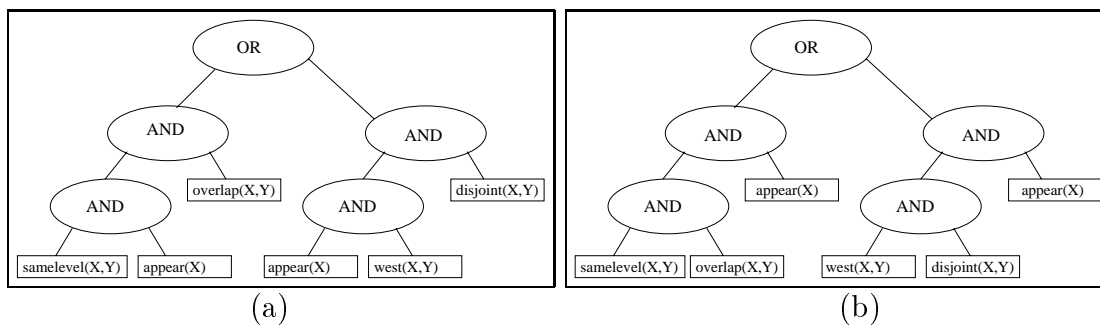 OR OR
AND AND AND AND
overlap(X,Y) disjoint(X,Y) appear(X) appear(X)
AND AND AND AND
samelevel(X,Y) appear(X) appear(X) west(X,Y) samelevel(X,Y) overlap(X,Y) west(X,Y) disjoint(X,Y)
(a) (b)